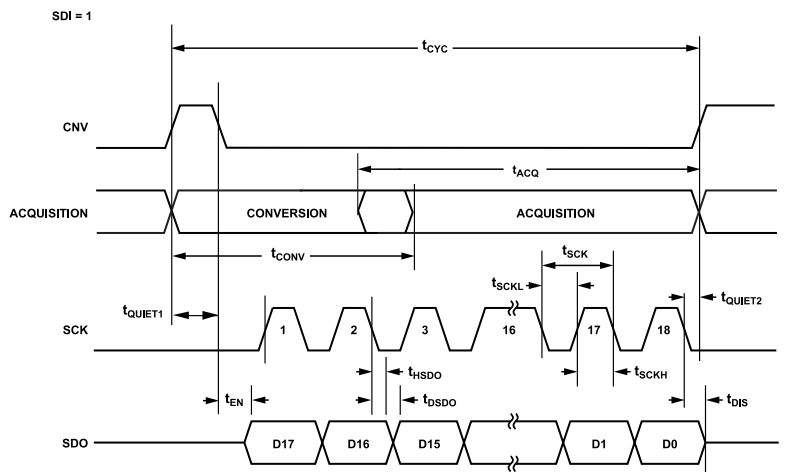 SDI = 1
tCYC
CNV
tACQ
ACQUISITION
CONVERSION
ACQUISITION
tCONV
tSCK
tSCKL
tQUIET1
tQUIET2
SCK
1
2
3
16
17
18
tHSDO
tSCKH
tEN
tDSDO
tDIS
SDO
D17
D16
D15
D1
D0